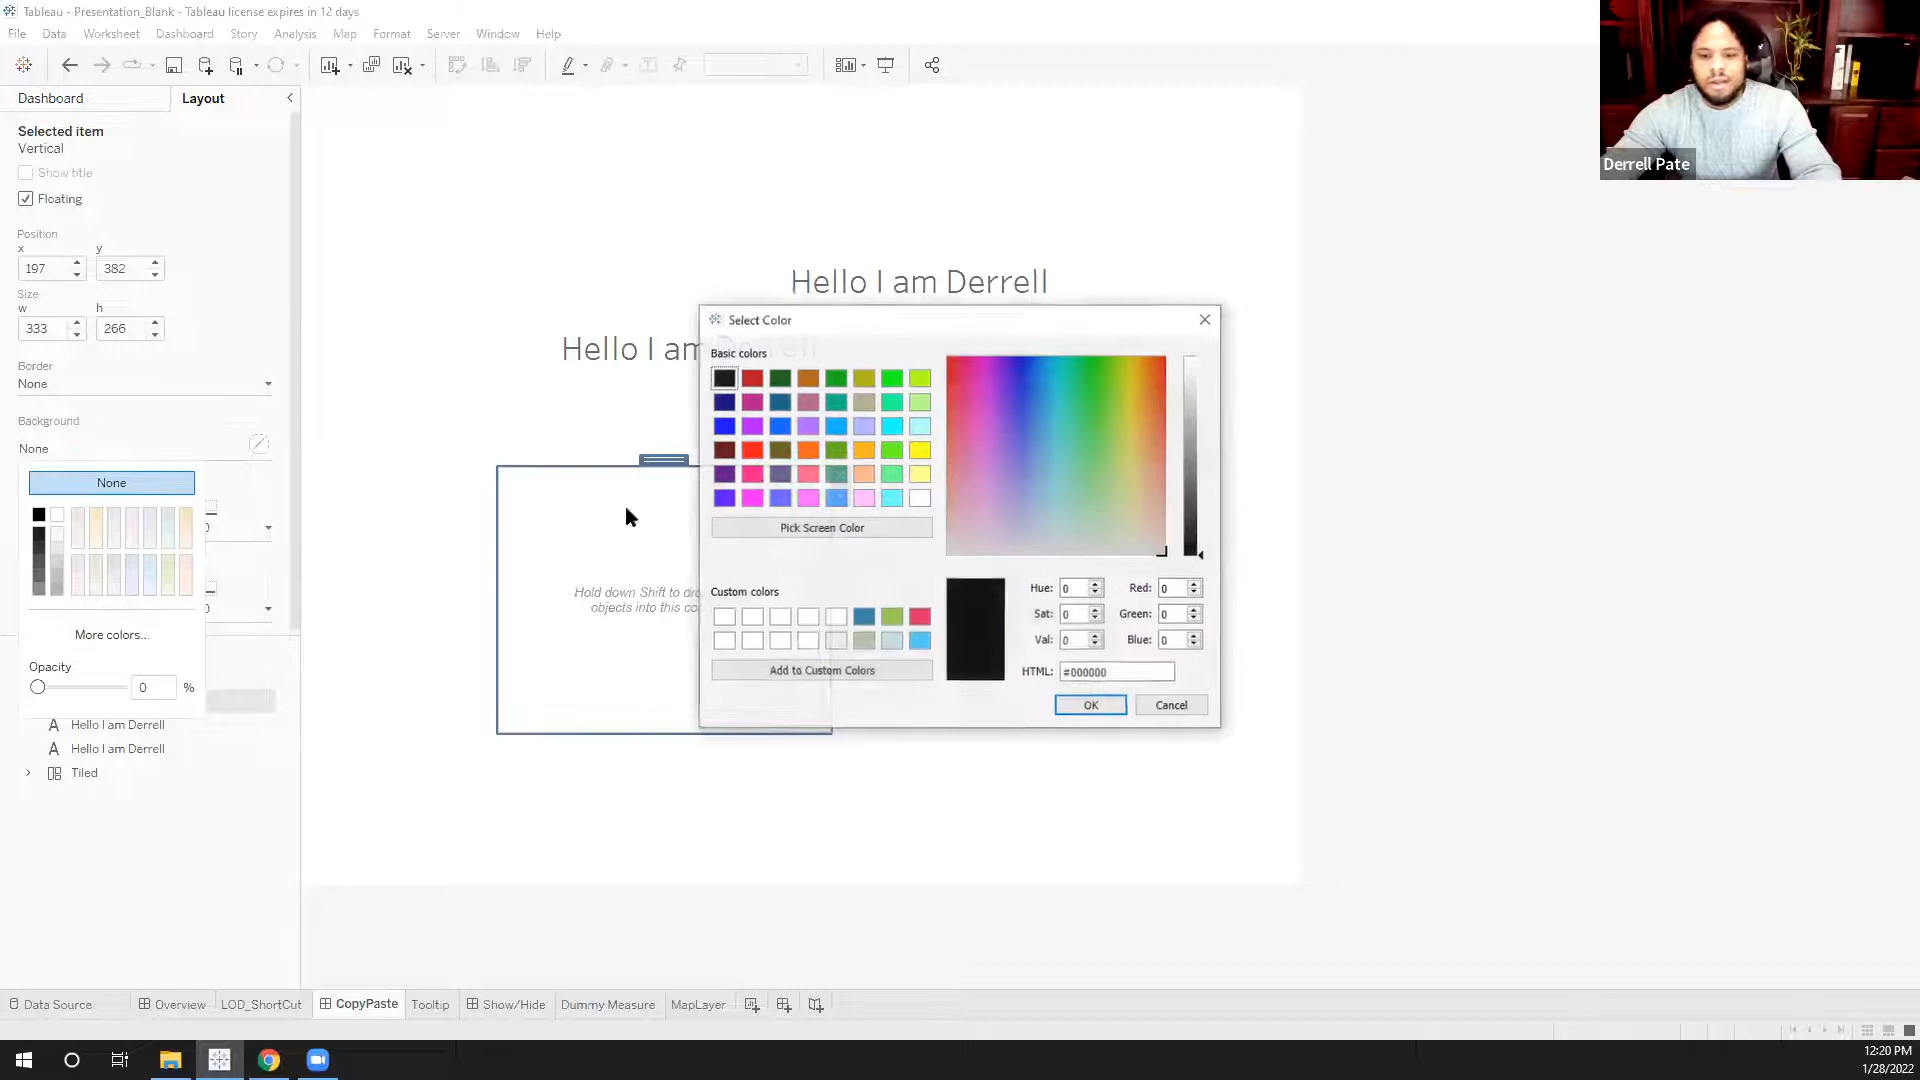 Tableau - Presentation_Blank - Tableau license expires in 12 days
File Data Worksheet Dashboard Story Analysis Map Format Server Window Help
Dashboard Layout
Selected item
Vertical
Show title
Floating
Position
x y
197 382
Size
w h
333 266
Border
None
Background
None
None
0
0
More colors...
Opacity
0 %
A Hello I am Derrell
A Hello I am Derrell
Tiled
Hello I am Derrell
Hello I am Derrell
Hold down Shift to
objects into this
Select Color
Basic colors
Pick Screen Color
Custom colors
Add to Custom Colors
Hue: 0 Red: 0
Sat: 0 Green: 0
Val: 0 Blue: 0
HTML: #000000
OK Cancel
Derrell Pate
Data Source Overview LOD_ShortCut CopyPaste Tooltip Show/Hide Dummy Measure MapLayer
12:20 PM
1/28/2022